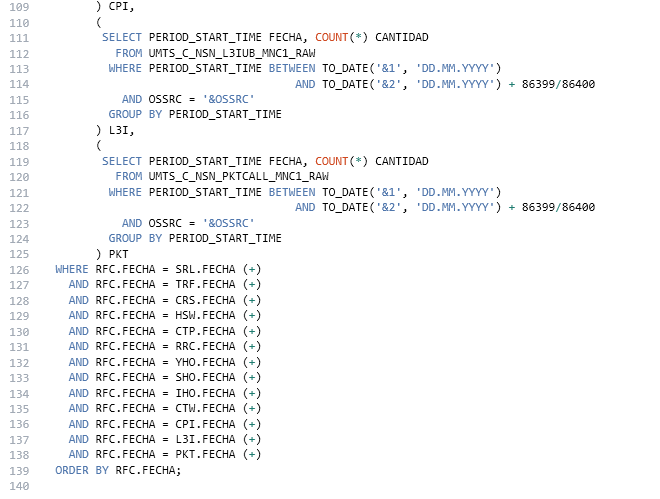 109          ) CPI,
110          (
111           SELECT PERIOD_START_TIME FECHA, COUNT(*) CANTIDAD
112             FROM UMTS_C_NSN_L3IUB_MNC1_RAW
113            WHERE PERIOD_START_TIME BETWEEN TO_DATE('&1', 'DD.MM.YYYY')
114                                        AND TO_DATE('&2', 'DD.MM.YYYY') + 86399/86400
115              AND OSSRC = '&OSSRC'
116            GROUP BY PERIOD_START_TIME
117          ) L3I,
118          (
119           SELECT PERIOD_START_TIME FECHA, COUNT(*) CANTIDAD
120             FROM UMTS_C_NSN_PKTCALL_MNC1_RAW
121            WHERE PERIOD_START_TIME BETWEEN TO_DATE('&1', 'DD.MM.YYYY')
122                                        AND TO_DATE('&2', 'DD.MM.YYYY') + 86399/86400
123              AND OSSRC = '&OSSRC'
124            GROUP BY PERIOD_START_TIME
125          ) PKT
126    WHERE RFC.FECHA = SRL.FECHA (+)
127      AND RFC.FECHA = TRF.FECHA (+)
128      AND RFC.FECHA = CRS.FECHA (+)
129      AND RFC.FECHA = HSW.FECHA (+)
130      AND RFC.FECHA = CTP.FECHA (+)
131      AND RFC.FECHA = RRC.FECHA (+)
132      AND RFC.FECHA = YHO.FECHA (+)
133      AND RFC.FECHA = SHO.FECHA (+)
134      AND RFC.FECHA = IHO.FECHA (+)
135      AND RFC.FECHA = CTW.FECHA (+)
136      AND RFC.FECHA = CPI.FECHA (+)
137      AND RFC.FECHA = L3I.FECHA (+)
138      AND RFC.FECHA = PKT.FECHA (+)
139    ORDER BY RFC.FECHA;
140